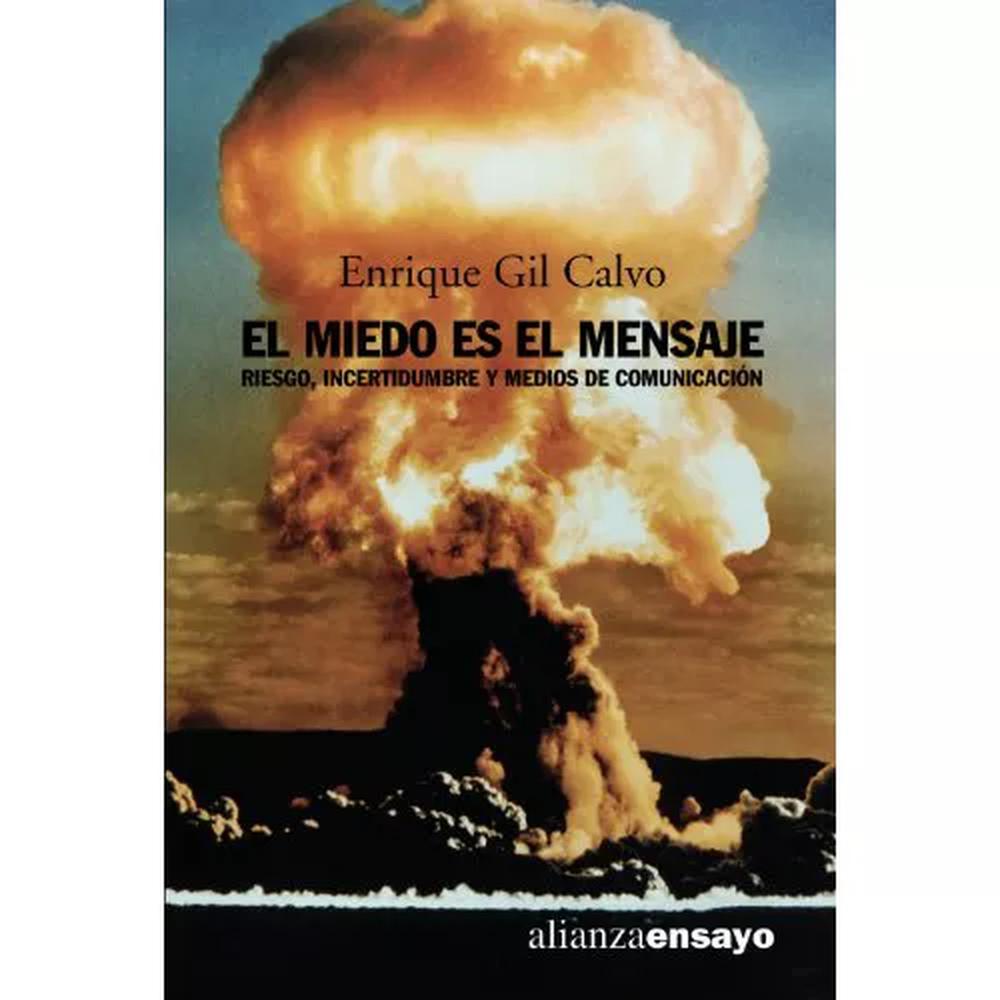 Enrique Gil Calvo
EL MIEDO ES EL MENSAJE
RIESGO, INCERTIDUMBRE Y MEDIOS DE COMUNICACIÓN
alianzaensayo